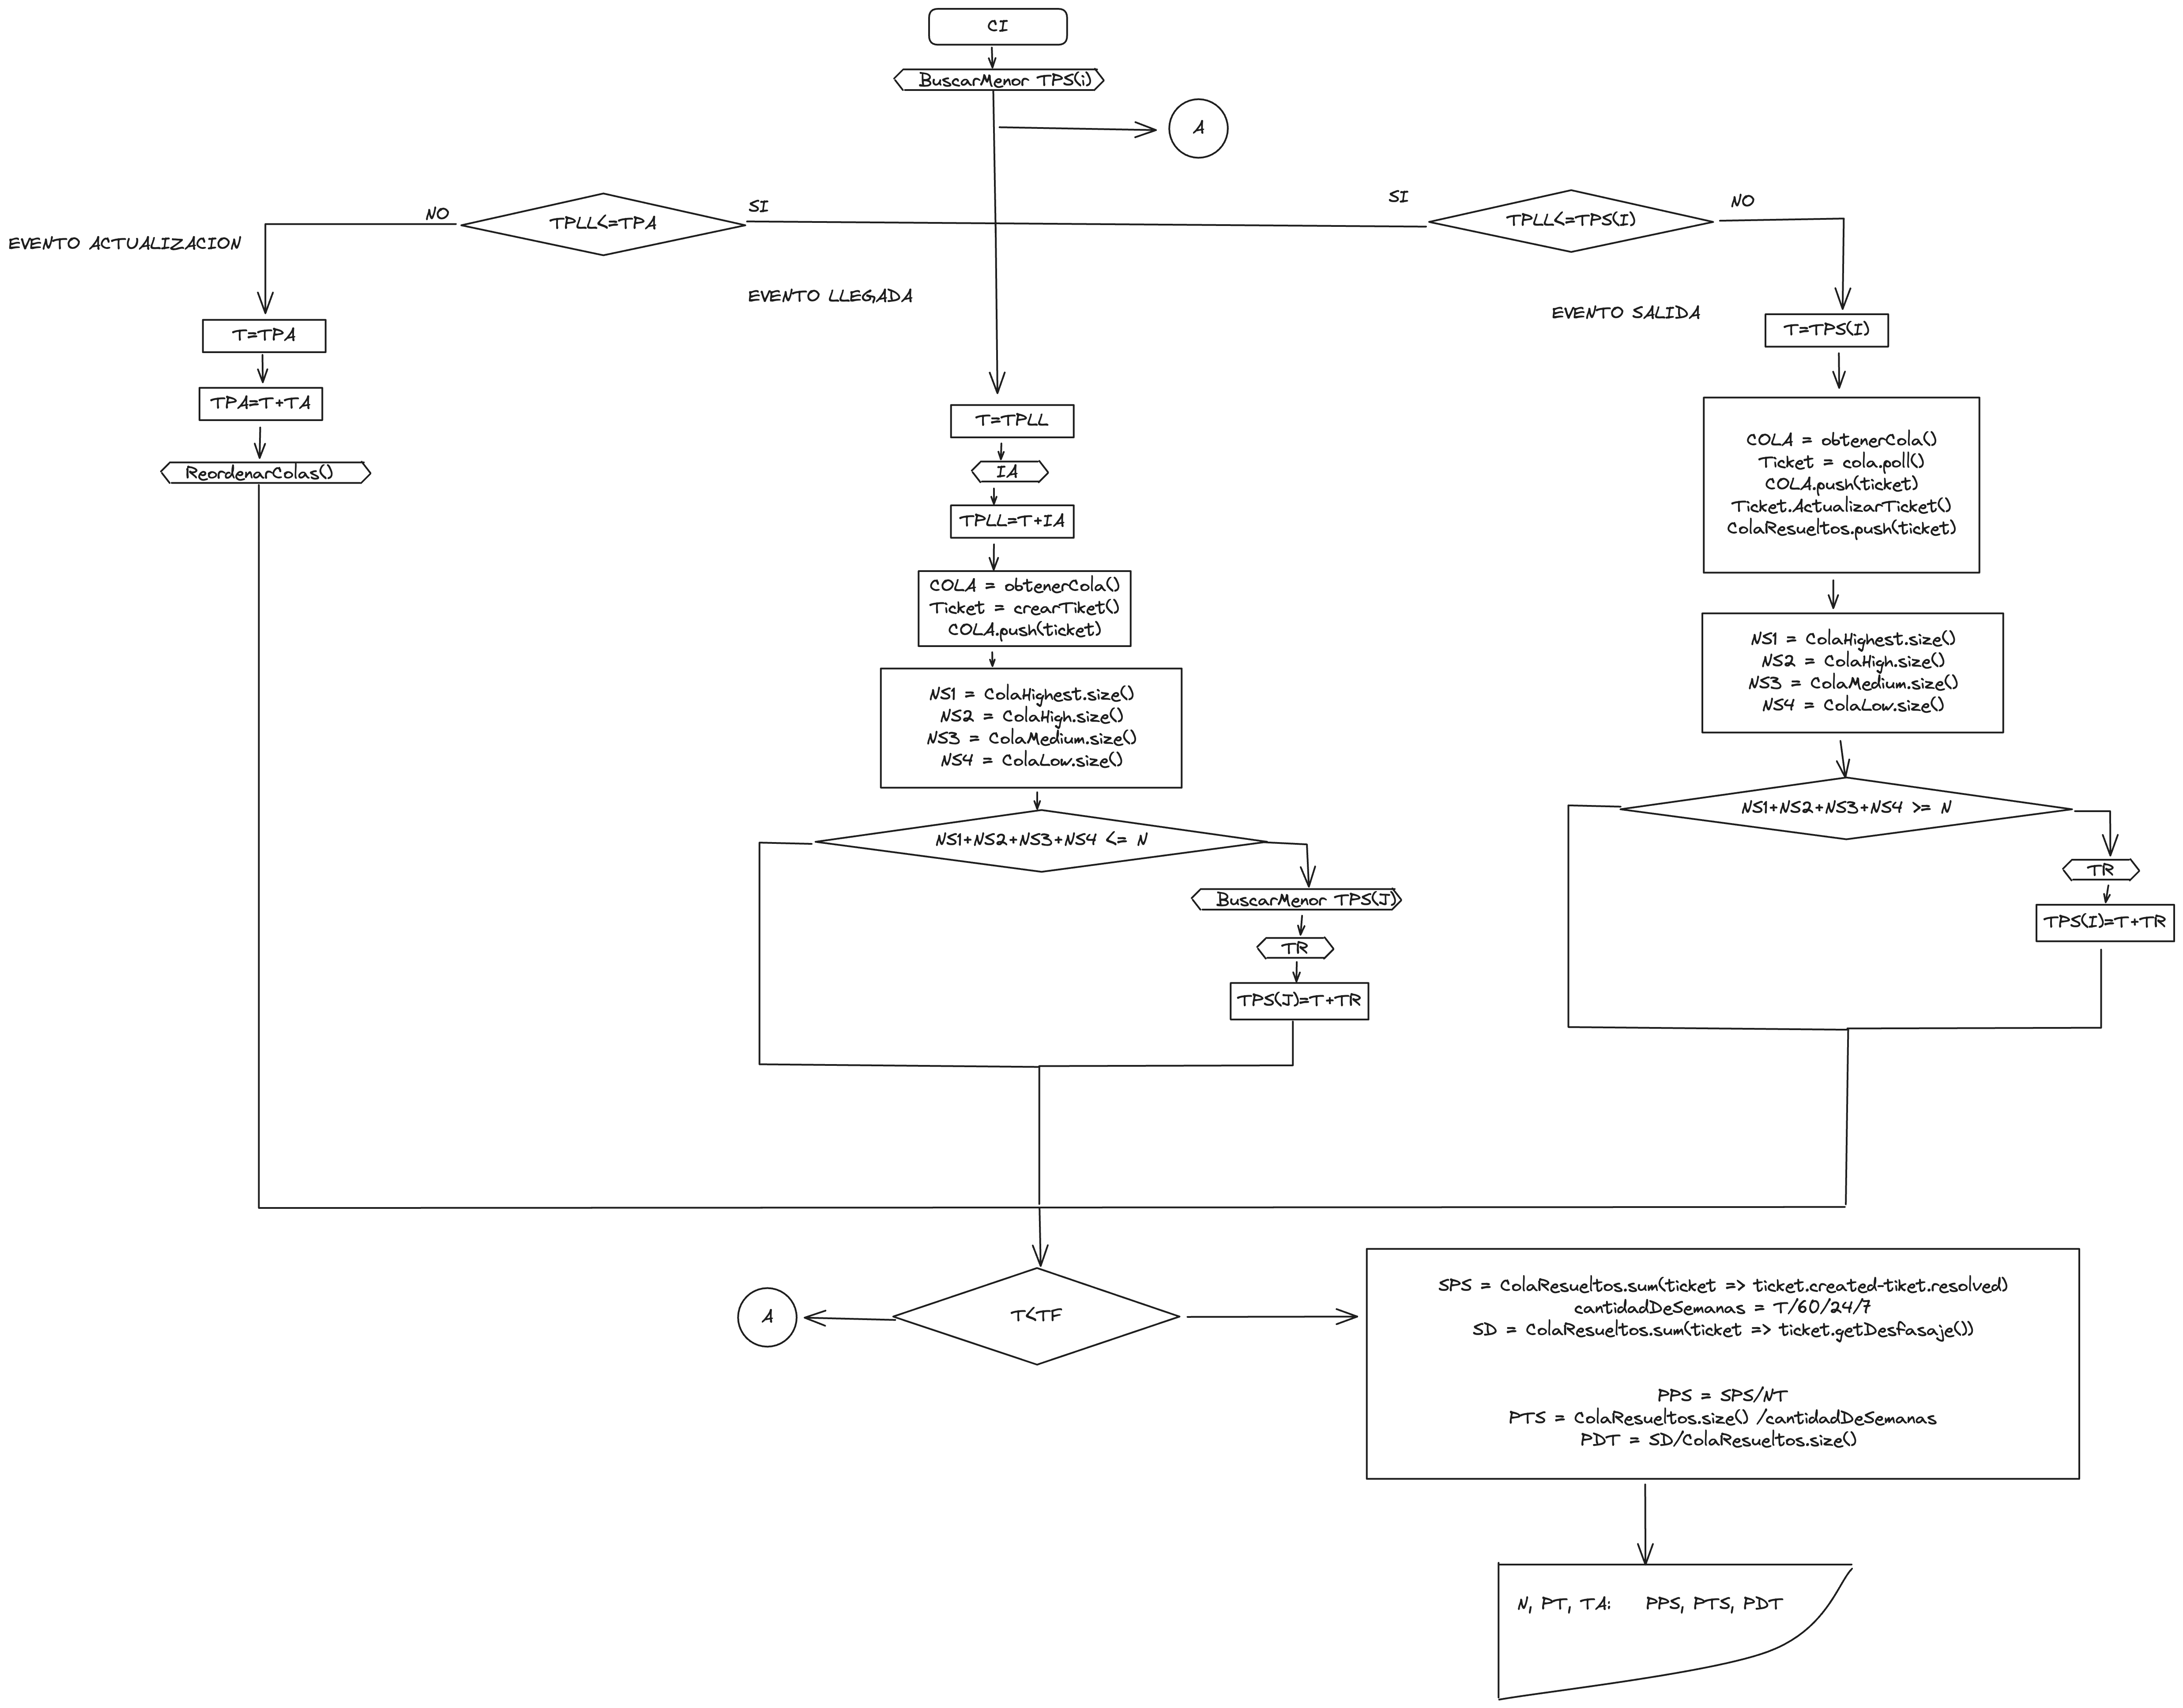 CI
BuscarMenor TPS(i)
A
NO
TPLL<=TPA
SI
SI
TPLL<=TPS(I)
NO
EVENTO ACTUALIZACION
EVENTO LLEGADA
EVENTO SALIDA
T=TPA
TPA=T+TA
ReordenarColas()
T=TPLL
IA
TPLL=T+IA
COLA = obtenerCola()
Ticket = crearTiket()
COLA.push(ticket)
NS1 = ColaHighest.size()
NS2 = ColaHigh.size()
NS3 = ColaMedium.size()
NS4 = ColaLow.size()
NS1+NS2+NS3+NS4 <= N
BuscarMenor TPS(J)
TR
TPS(J)=T+TR
T=TPS(I)
COLA = obtenerCola()
Ticket = cola.poll()
COLA.push(ticket)
Ticket.ActualizarTicket()
ColaResueltos.push(ticket)
NS1 = ColaHighest.size()
NS2 = ColaHigh.size()
NS3 = ColaMedium.size()
NS4 = ColaLow.size()
NS1+NS2+NS3+NS4 >= N
TR
TPS(I)=T+TR
A
T<TF
SPS = ColaResueltos.sum(ticket => ticket.created-tiket.resolved)
cantidadDeSemanas = T/60/24/7
SD = ColaResueltos.sum(ticket => ticket.getDesfasaje())
PPS = SPS/NT
PTS = ColaResueltos.size() /cantidadDeSemanas
PDT = SD/ColaResueltos.size()
N, PT, TA: PPS, PTS, PDT